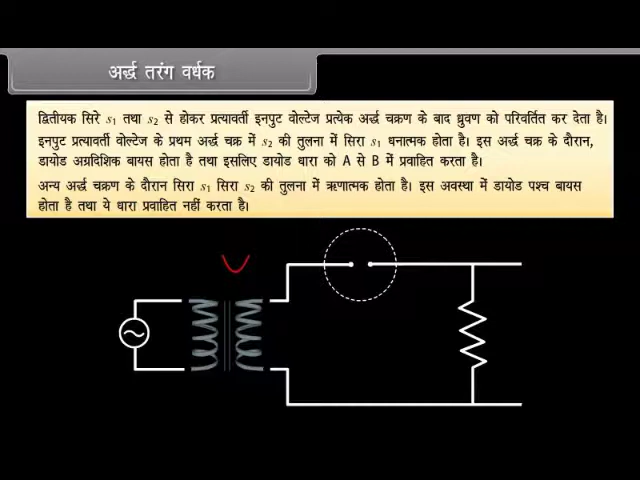 अर्द्ध तरंग वर्धक
द्वितीयक सिरे s₁ तथा s₂ से होकर प्रत्यावर्ती इनपुट वोल्टेज प्रत्येक अर्द्ध चक्रण के बाद ध्रुवण को परिवर्तित कर देता है।
इनपुट प्रत्यावर्ती वोल्टेज के प्रथम अर्द्ध चक्र में s₂ की तुलना में सिरा s₁ धनात्मक होता है। इस अर्द्ध चक्र के दौरान,
डायोड अग्रदिशिक बायस होता है तथा इसलिए डायोड धारा को A से B में प्रवाहित करता है।
अन्य अर्द्ध चक्रण के दौरान सिरा s₁ सिरा s₂ की तुलना में ऋणात्मक होता है। इस अवस्था में डायोड पश्च बायस
होता है तथा ये धारा प्रवाहित नहीं करता है।